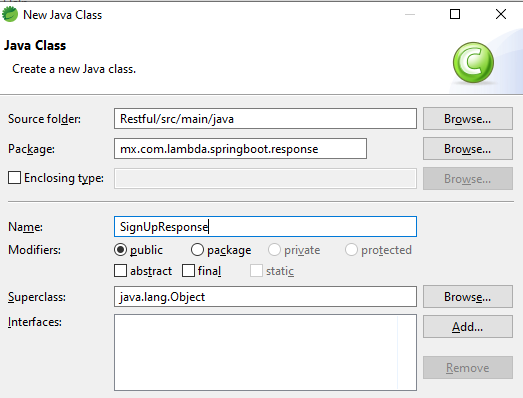 New Java Class
Java Class
Create a new Java class.
Source folder: Restful/src/main/java Browse...
Package: mx.com.lambda.springboot.response Browse...
Enclosing type: Browse...
Name: SignUpResponse
Modifiers: public package private protected
abstract final static
Superclass: java.lang.Object Browse...
Interfaces: Add...
Remove